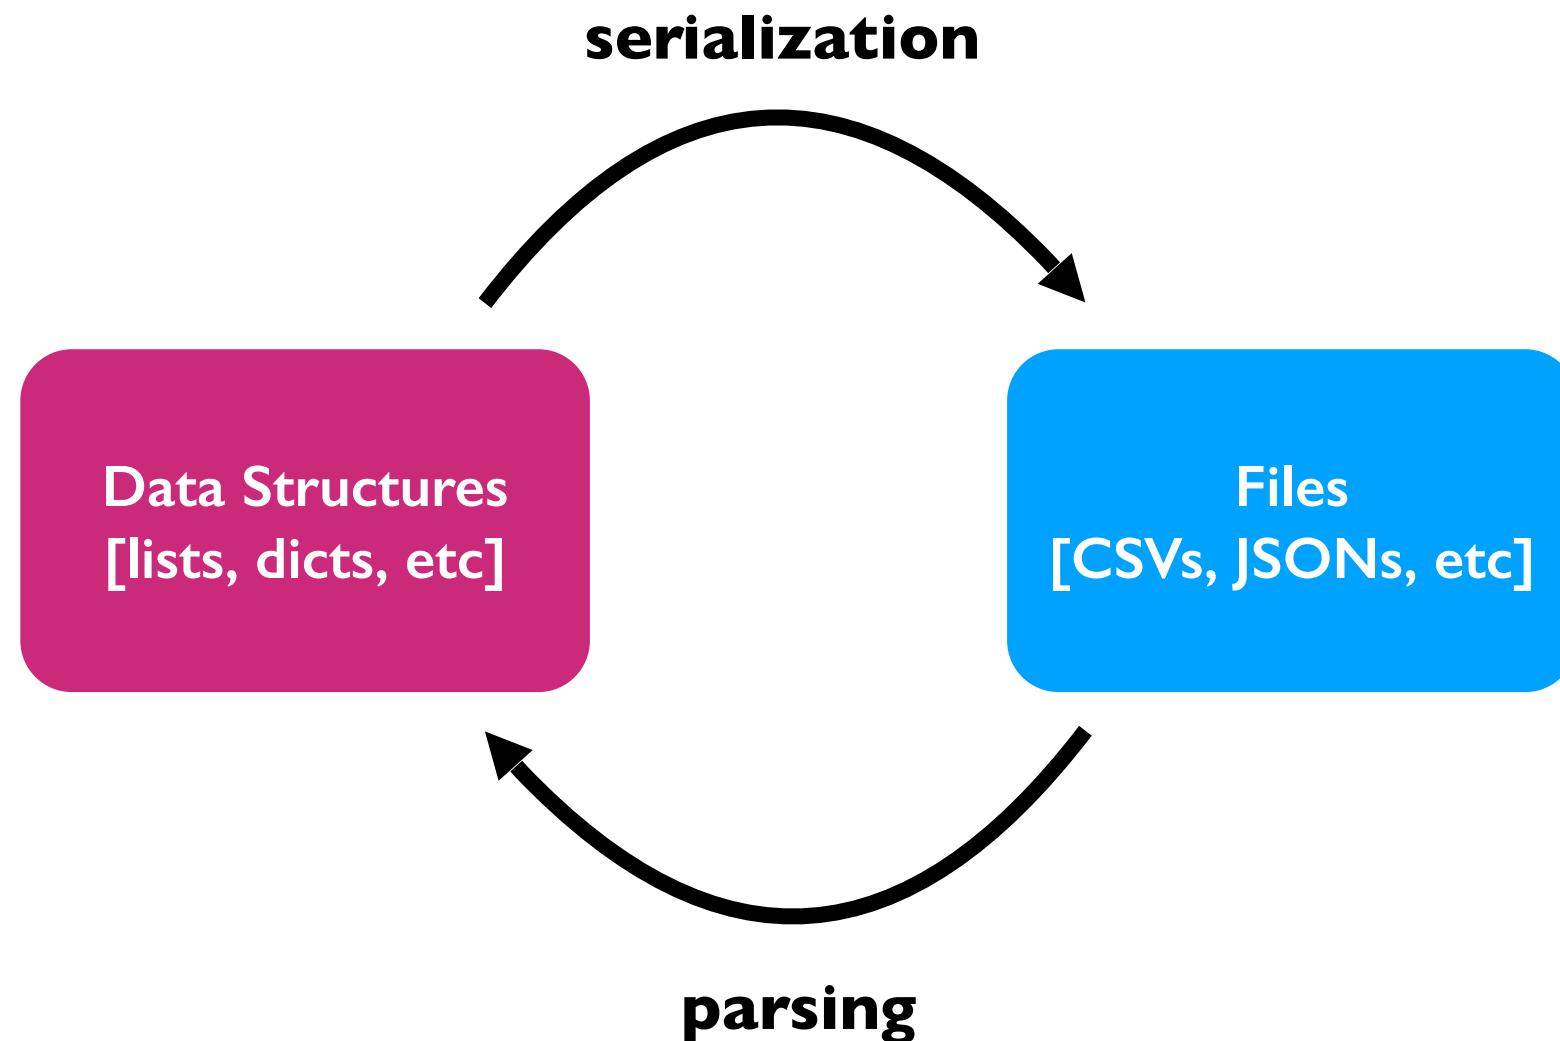 serialization
Data Structures
[lists, dicts, etc]
Files
[CSVs, JSONs, etc]
parsing